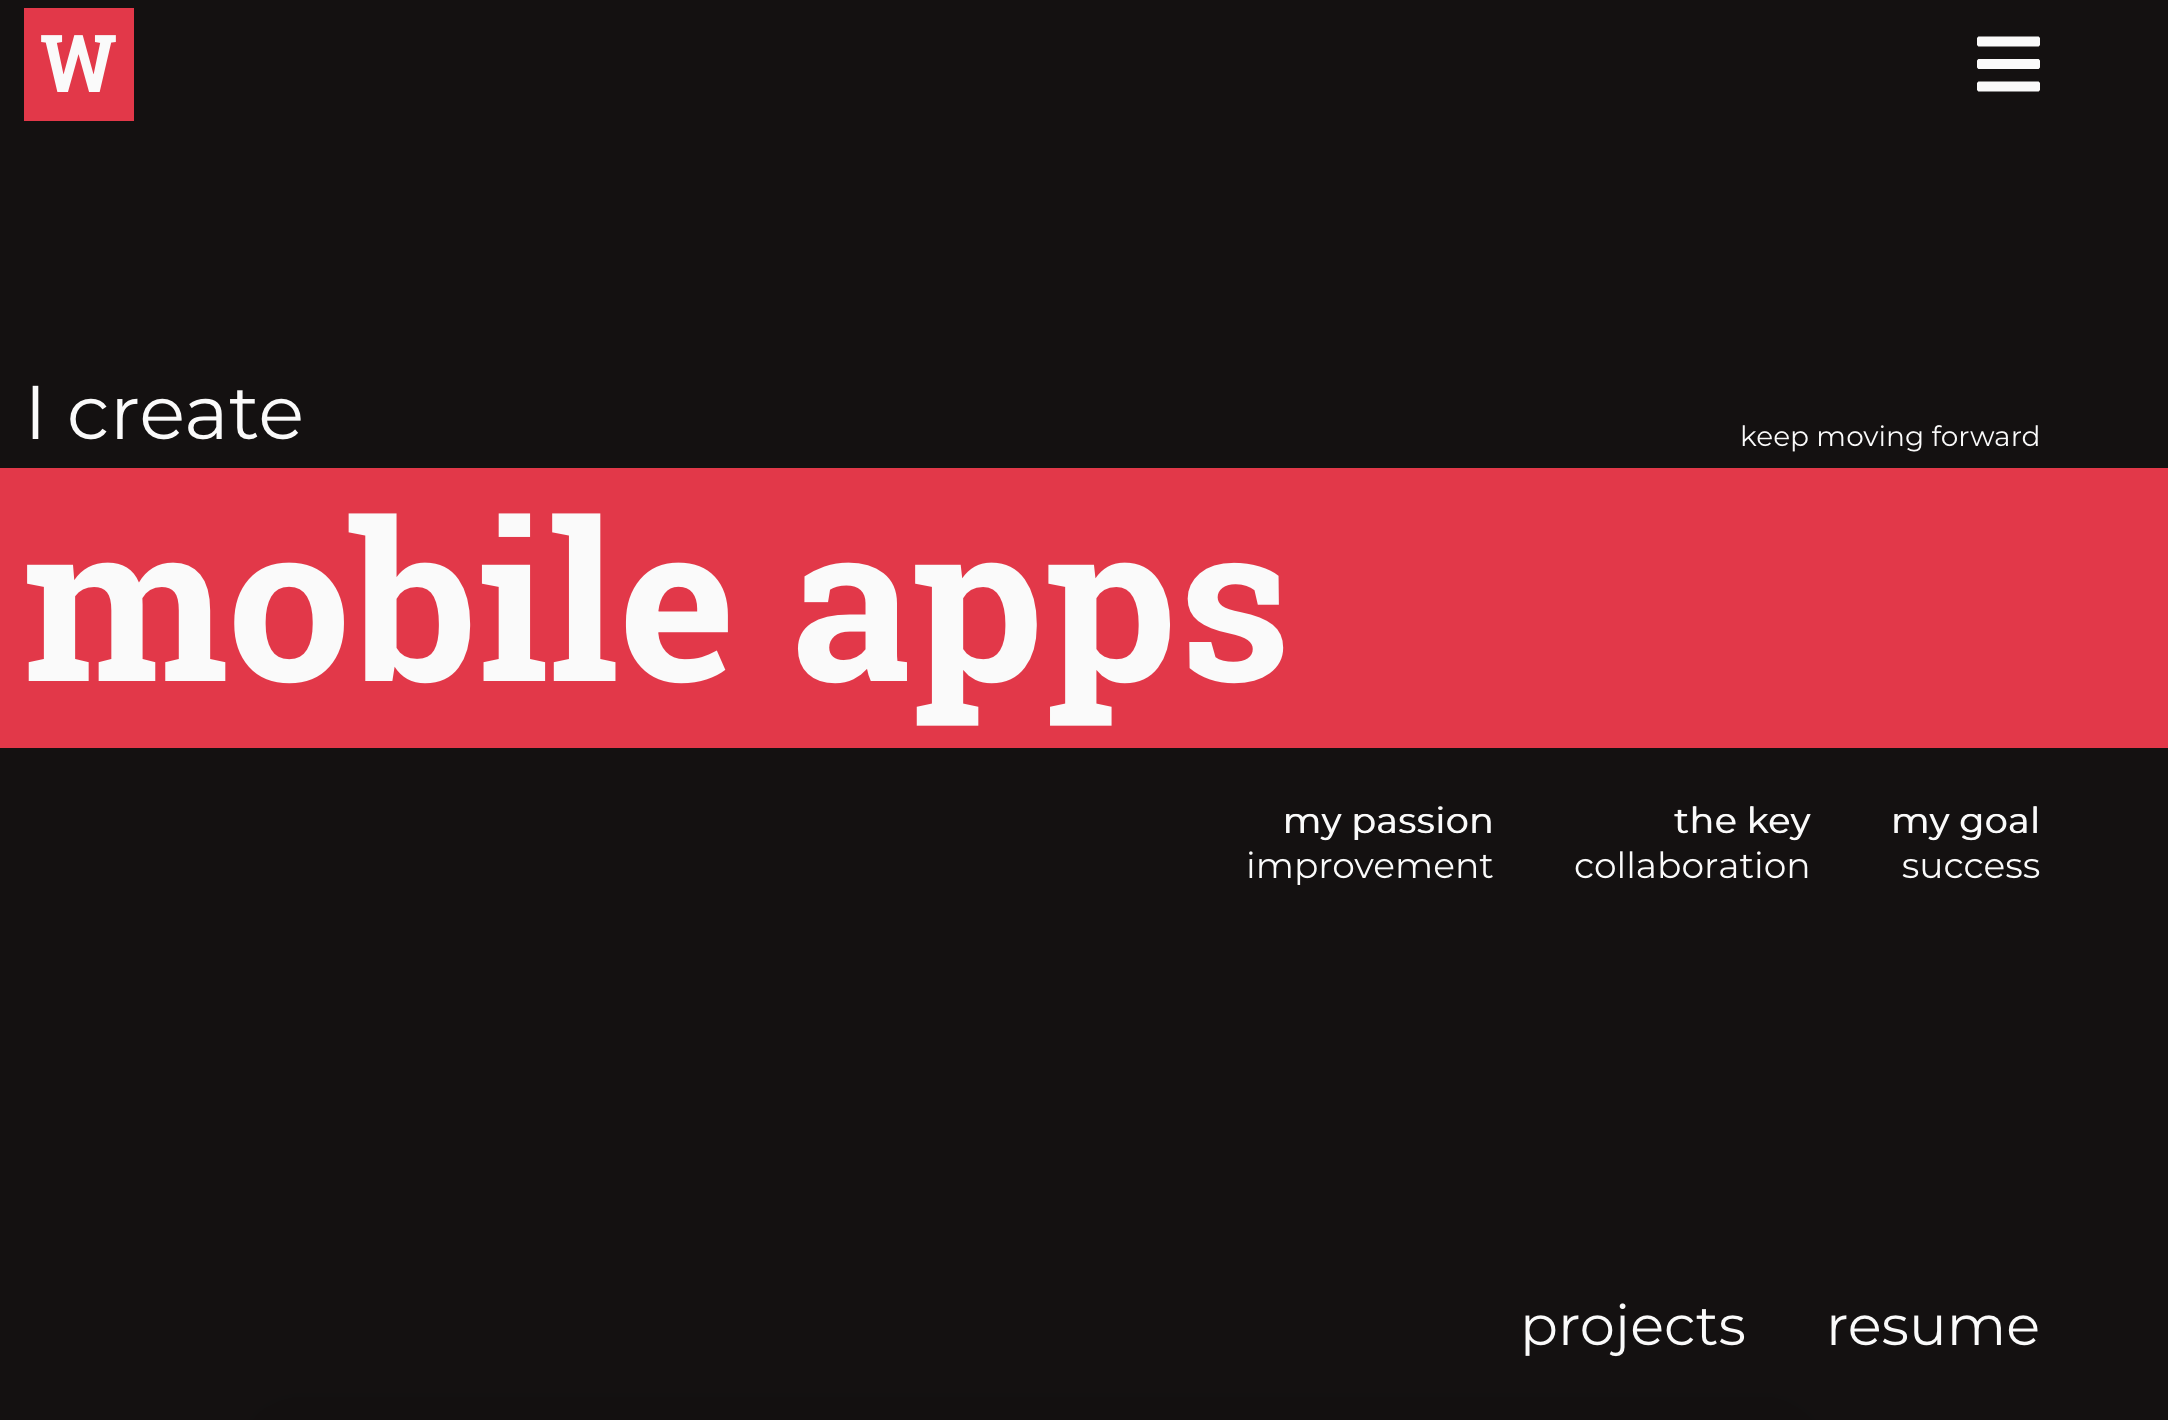 W
I create
keep moving forward
mobile apps
my passion
improvement
the key
collaboration
my goal
success
projects
resume